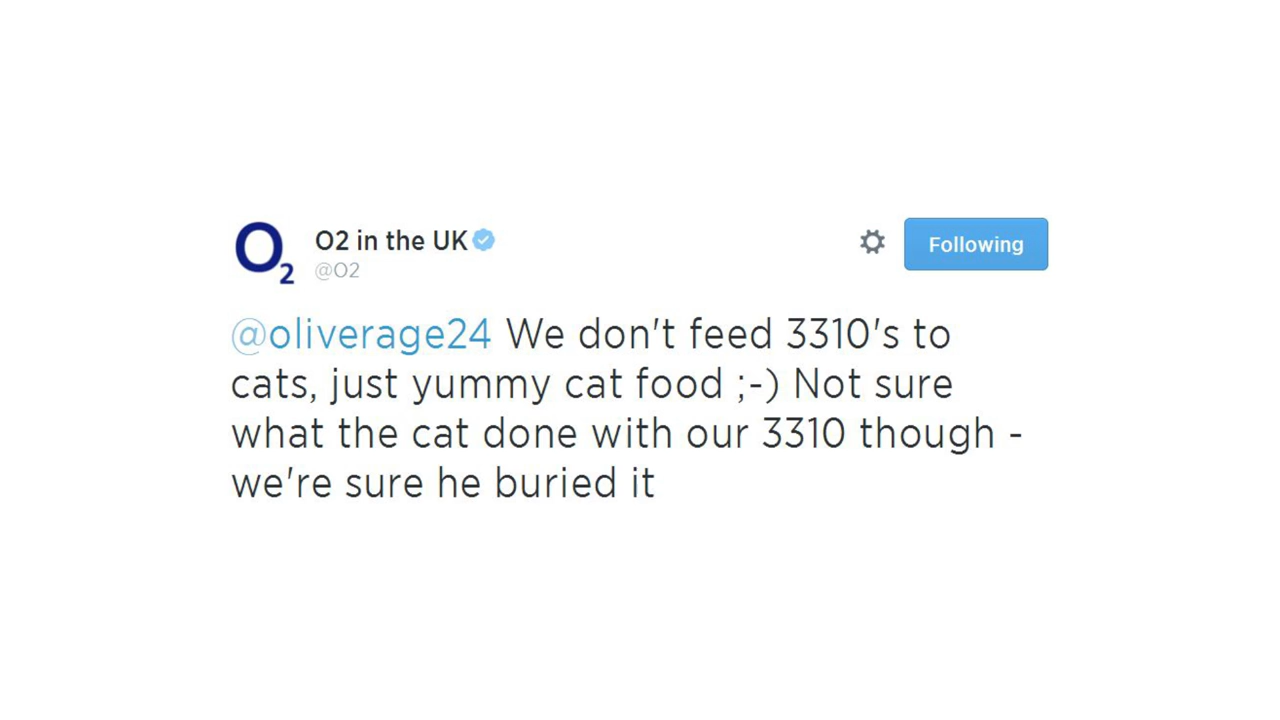 O2
O2 in the UK
@O2
Following
@oliverage24 We don't feed 3310's to
cats, just yummy cat food ;-) Not sure
what the cat done with our 3310 though -
we're sure he buried it